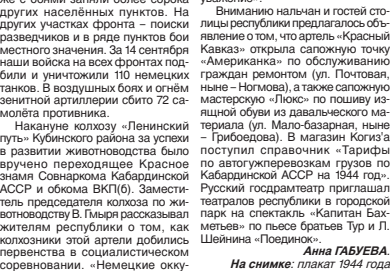 же с боями заняли более сорока
других населённых пунктов. На
других участках фронта – поиски
разведчиков и в ряде пунктов бои
местного значения. За 14 сентября
наши войска на всех фронтах под-
били и уничтожили 110 немецких
танков. В воздушных боях и огнём
зенитной артиллерии сбито 72 са-
молёта противника.
Накануне колхозу «Ленинский
путь» Кубинского района за успехи
в развитии животноводства было
вручено переходящее Красное
знамя Совнаркома Кабардинской
АССР и обкома ВКП(б). Замести-
тель председателя колхоза по жи-
вотноводству В. Гмыря рассказывал
жителям республики о том, как
колхозники этой артели добились
первенства в социалистическом
соревновании. «Немецкие окку-
Вниманию нальчан и гостей сто-
лицы республики предлагалось объ-
явление о том, что артель «Красный
Кавказ» открыла сапожную точку
«Американка» по обслуживанию
граждан ремонтом (ул. Почтовая,
ныне – Ногмова), а также сапожную
мастерскую «Люкс» по пошиву из-
ящной обуви из давальческого ма-
териала (ул. Мало-базарная, ныне
– Грибоедова). В магазин Когиз'а
поступил справочник «Тарифы
по автогужперевозкам грузов по
Кабардинской АССР на 1944 год».
Русский госдрамтеатр приглашал
театралов республики в городской
парк на спектакль «Капитан Бах-
метьев» по пьесе братьев Тур и Л.
Шейнина «Поединок».
Анна ГАБУЕВА.
На снимке: плакат 1944 года